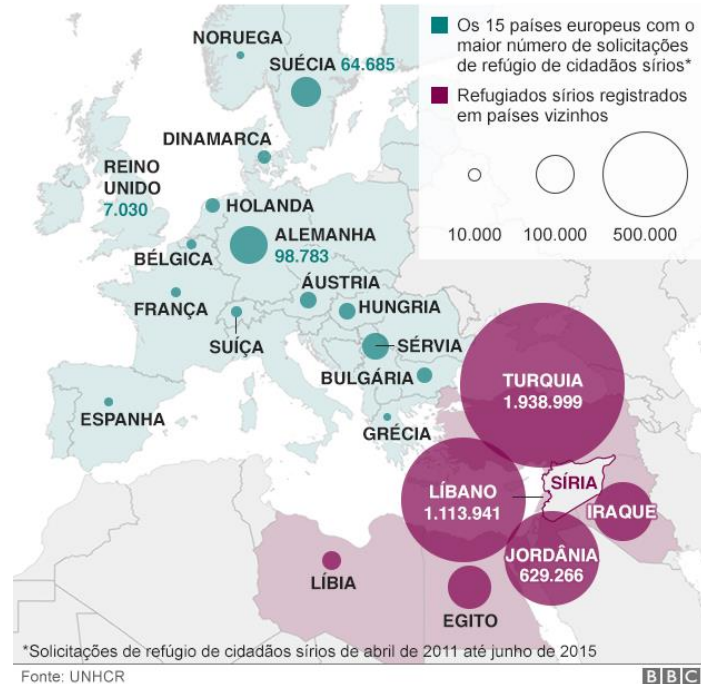 Os 15 países europeus com o
maior número de solicitações
de refúgio de cidadãos sírios*
Refugiados sírios registrados
em países vizinhos
10.000
100.000
500.000
NORUEGA
SUÉCIA 64.685
DINAMARCA
REINO
UNIDO
7.030
HOLANDA
ALEMANHA
98.783
BÉLGICA
ÁUSTRIA
FRANÇA
HUNGRIA
SUÍÇA
SÉRVIA
BULGÁRIA
ESPANHA
GRÉCIA
TURQUIA
1.938.999
LÍBANO
1.113.941
SÍRIA
IRAQUE
JORDÂNIA
629.266
LÍBIA
EGITO
*Solicitações de refúgio de cidadãos sírios de abril de 2011 até junho de 2015
Fonte: UNHCR
BBC